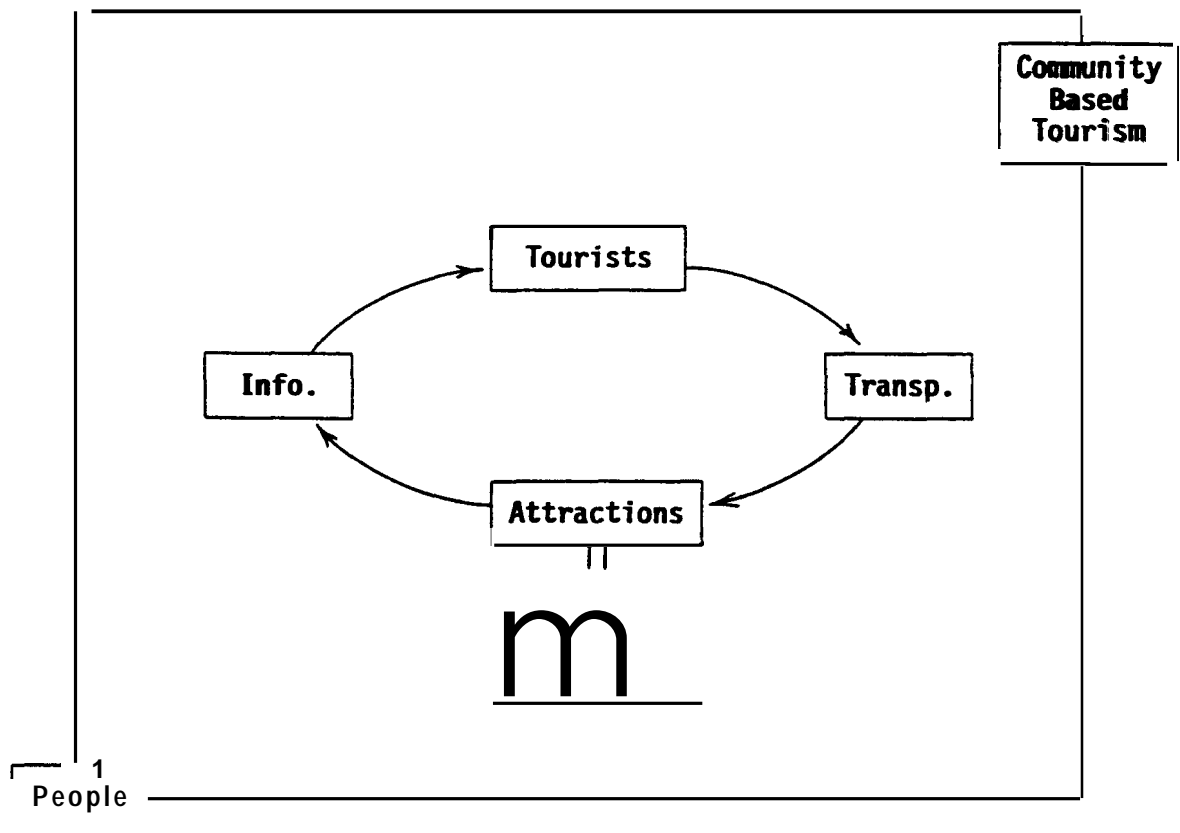 Community
Based
Tourism
Tourists
Info.
Transp.
Attractions
m
1
People